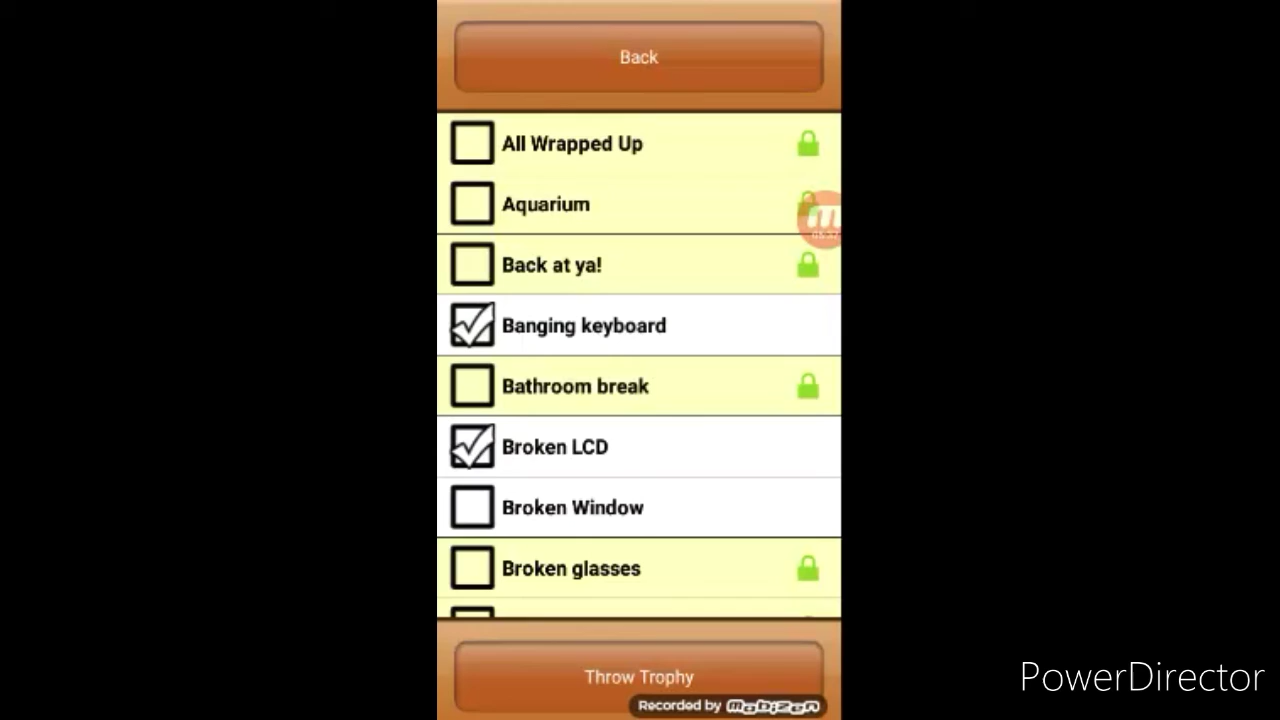 Back
All Wrapped Up
Aquarium
Back at ya!
Banging keyboard
Bathroom break
Broken LCD
Broken Window
Broken glasses
Throw Trophy
Recorded by mobizen
PowerDirector